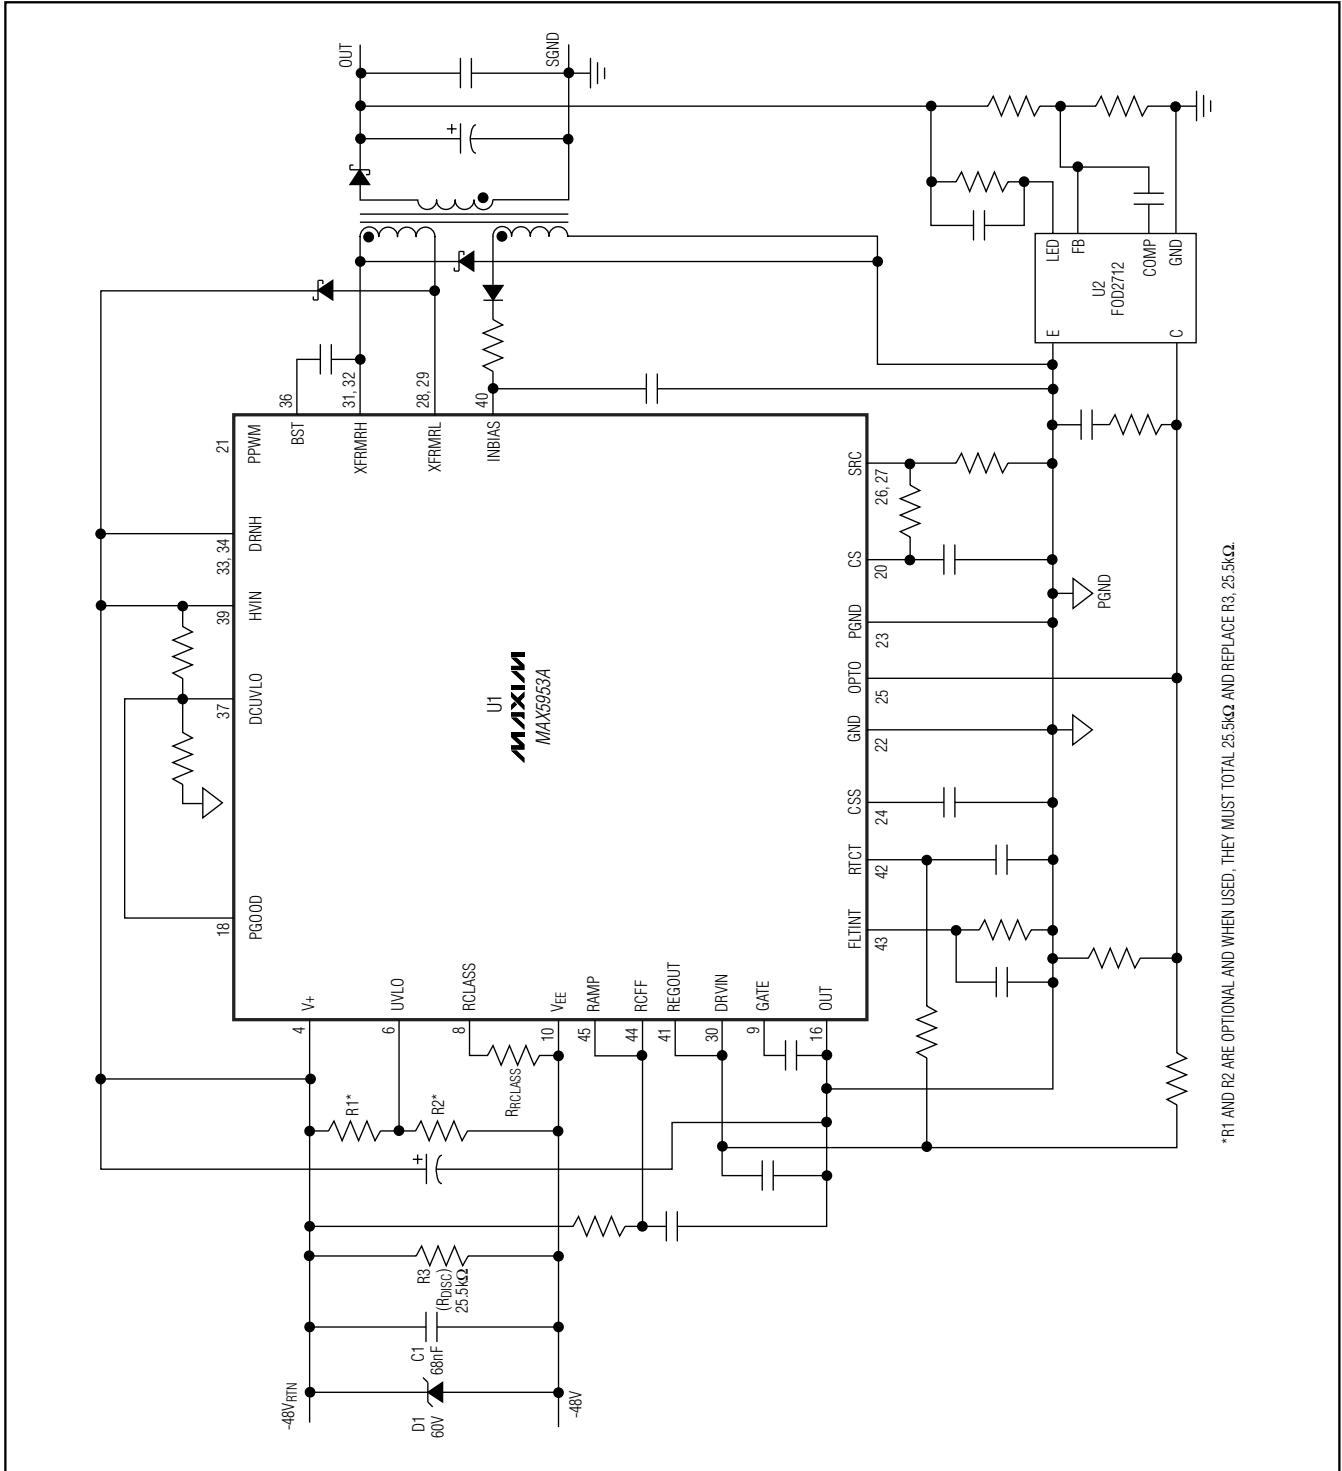 -48VRTN
D1
60V
-48V
C1
68nF
R3
(RDISC)
25.5kΩ
R1*
R2*
RRCLASS
4
V+
6
UVLO
8
RCLASS
10
VEE
45
RAMP
44
RCFF
41
REGOUT
30
DRVIN
9
GATE
16
OUT
18
PGOOD
37
DCUVLO
39
HVIN
33, 34
DRNH
21
PPWM
U1
MAXIM
MAX5953A
43
FLTINT
42
RTCT
24
CSS
22
GND
25
OPTO
23
PGND
20
CS
26, 27
SRC
36
BST
31, 32
XFRMRH
28, 29
XFRMRL
40
INBIAS
PGND
OUT
SGND
U2
FOD2712
LED
FB
COMP
GND
E
C
*R1 AND R2 ARE OPTIONAL AND WHEN USED, THEY MUST TOTAL 25.5kΩ AND REPLACE R3, 25.5kΩ.